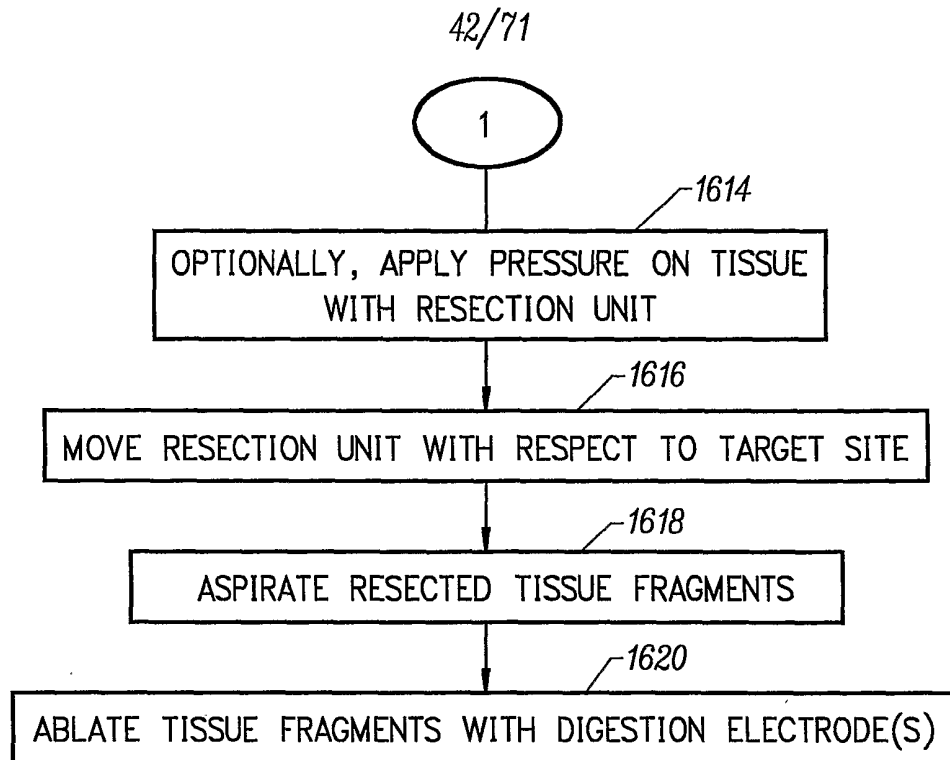 42/71
1
1614
OPTIONALLY, APPLY PRESSURE ON TISSUE
WITH RESECTION UNIT
1616
MOVE RESECTION UNIT WITH RESPECT TO TARGET SITE
1618
ASPIRATE RESECTED TISSUE FRAGMENTS
1620
ABLATE TISSUE FRAGMENTS WITH DIGESTION ELECTRODE(S)